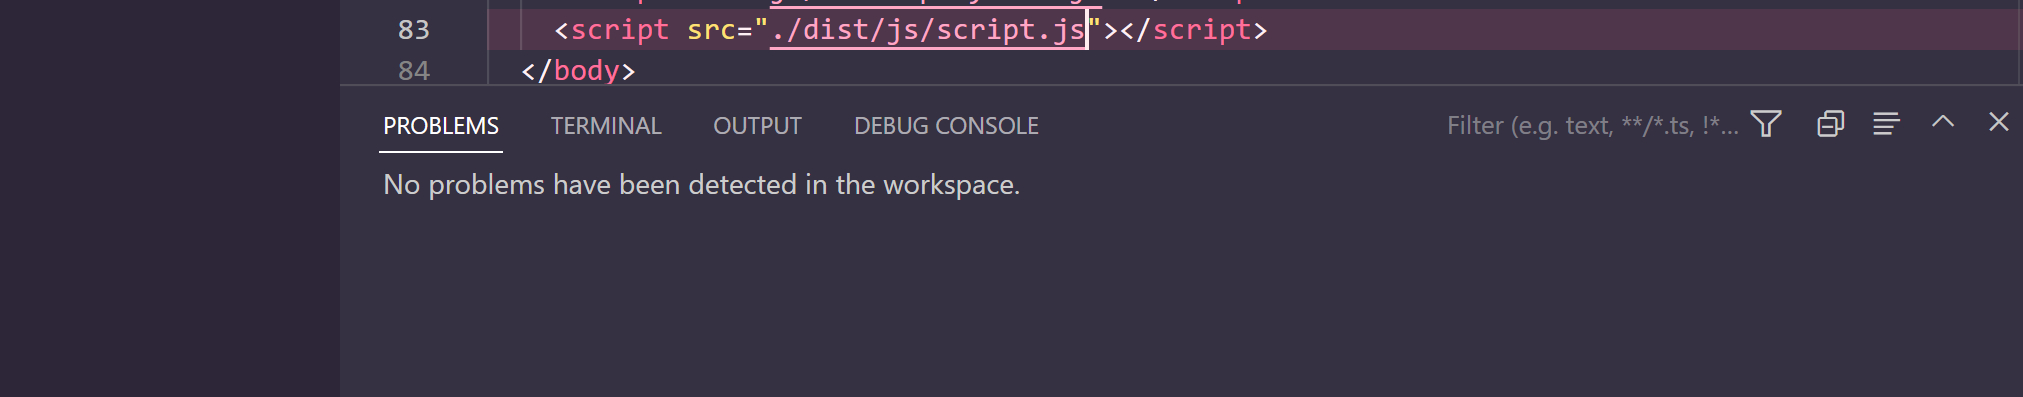 83 <script src="./dist/js/script.js"></script>
84 </body>
PROBLEMS TERMINAL OUTPUT DEBUG CONSOLE Filter (e.g. text, **/*.ts, !*...
No problems have been detected in the workspace.